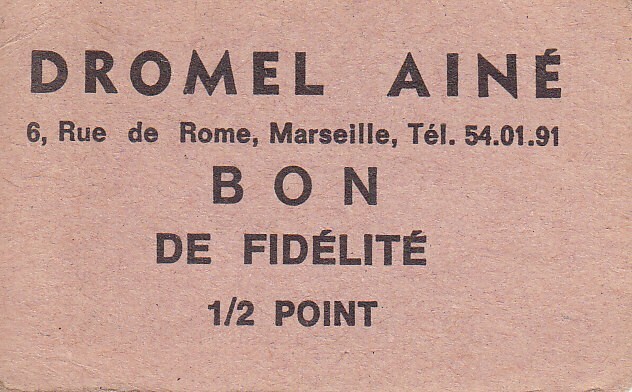 DROMEL AINÉ
6, Rue de Rome, Marseille, Tél. 54.01.91
BON
DE FIDÉLITÉ
1/2 POINT